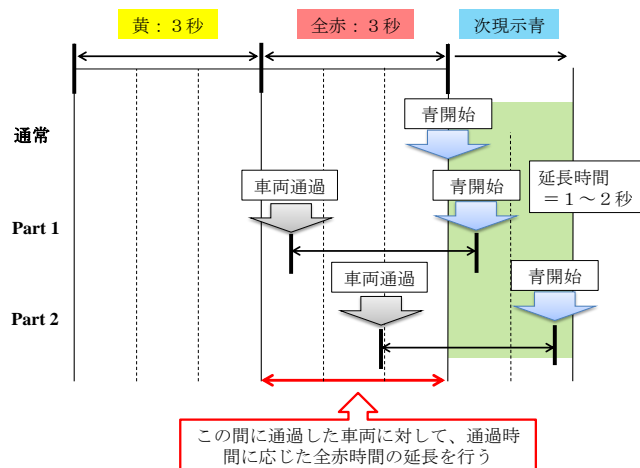 黄：３秒
全赤：３秒
次現示青
通常
青開始
車両通過
青開始
延長時間
＝１～２秒
Part 1
車両通過
青開始
Part 2
この間に通過した車両に対して、通過時
間に応じた全赤時間の延長を行う